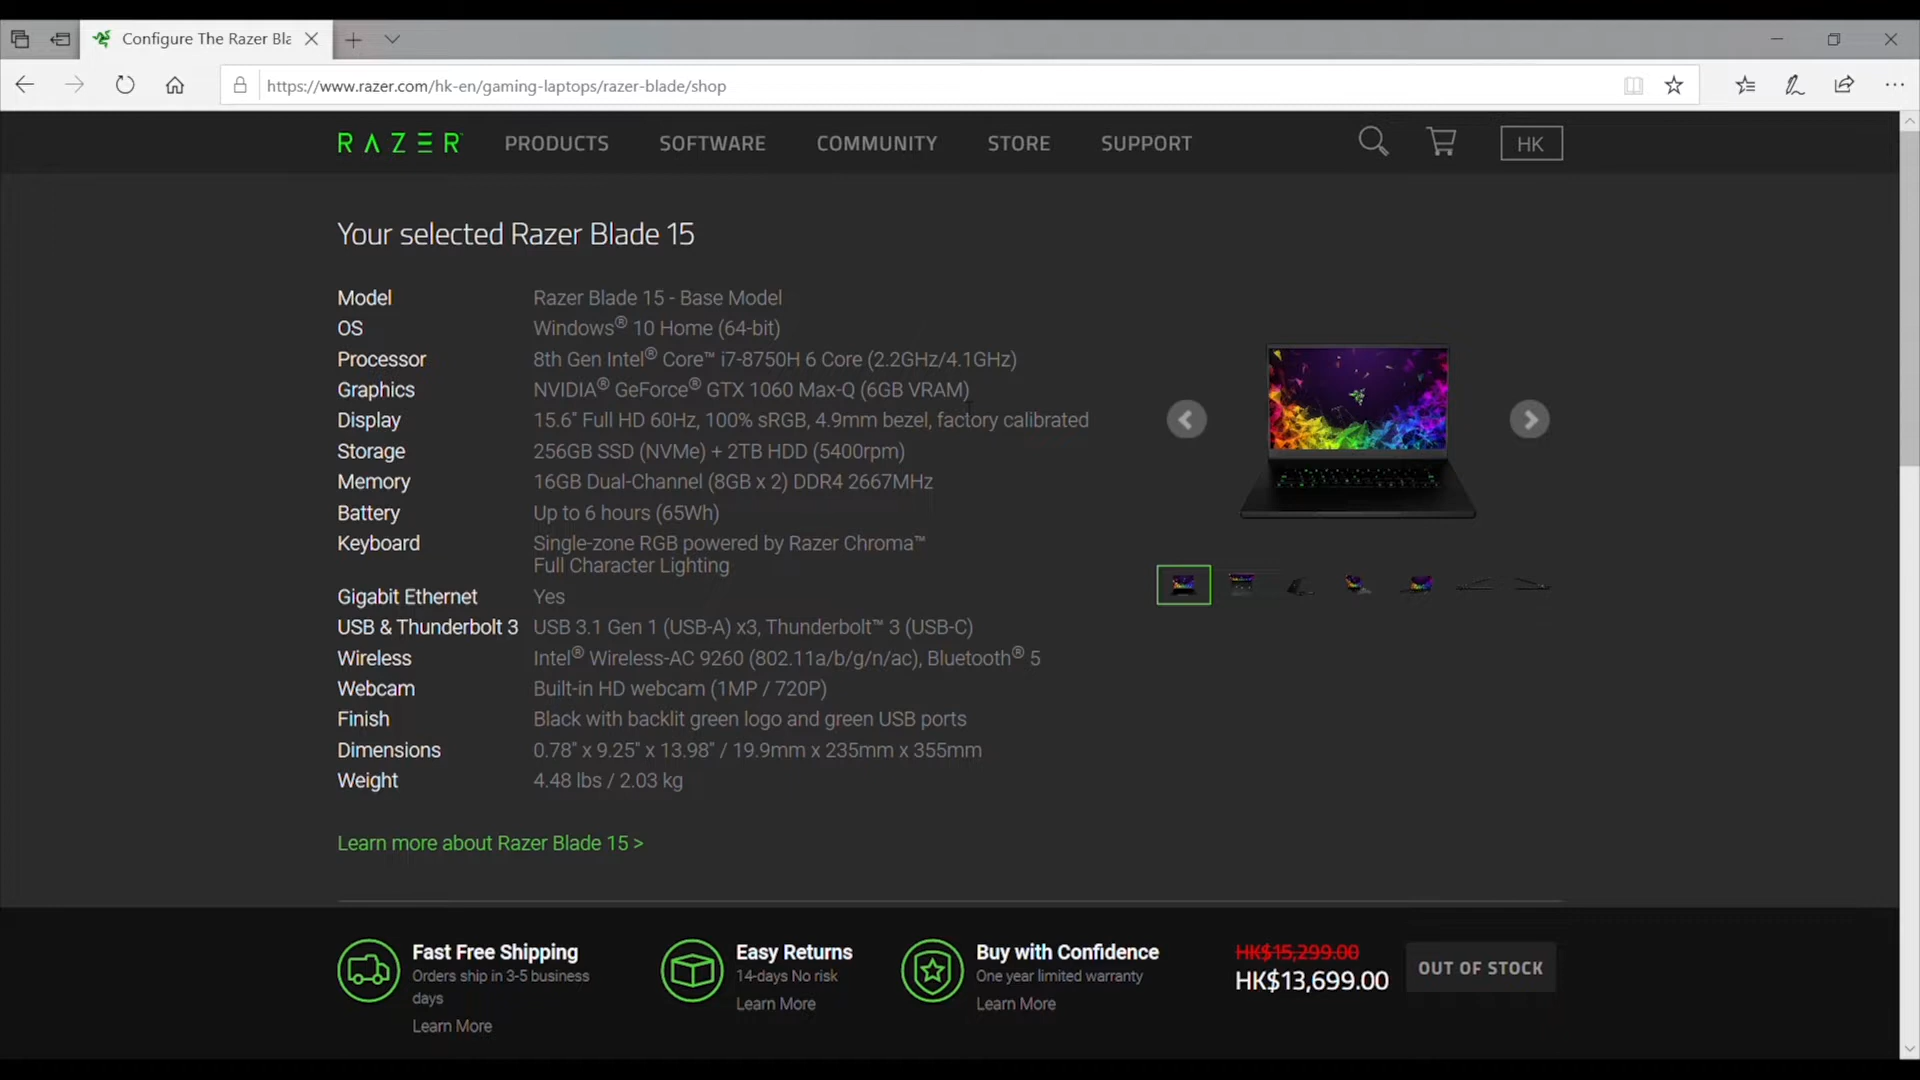 Configure The Razer Bla
https://www.razer.com/hk-en/gaming-laptops/razer-blade/shop
RAZER PRODUCTS SOFTWARE COMMUNITY STORE SUPPORT HK
Your selected Razer Blade 15
Model Razer Blade 15 - Base Model
OS Windows® 10 Home (64-bit)
Processor 8th Gen Intel® Core™ i7-8750H 6 Core (2.2GHz/4.1GHz)
Graphics NVIDIA® GeForce® GTX 1060 Max-Q (6GB VRAM)
Display 15.6" Full HD 60Hz, 100% sRGB, 4.9mm bezel, factory calibrated
Storage 256GB SSD (NVMe) + 2TB HDD (5400rpm)
Memory 16GB Dual-Channel (8GB x 2) DDR4 2667MHz
Battery Up to 6 hours (65Wh)
Keyboard Single-zone RGB powered by Razer Chroma™
Full Character Lighting
Gigabit Ethernet Yes
USB & Thunderbolt 3 USB 3.1 Gen 1 (USB-A) x3, Thunderbolt™ 3 (USB-C)
Wireless Intel® Wireless-AC 9260 (802.11a/b/g/n/ac), Bluetooth® 5
Webcam Built-in HD webcam (1MP / 720P)
Finish Black with backlit green logo and green USB ports
Dimensions 0.78" x 9.25" x 13.98" / 19.9mm x 235mm x 355mm
Weight 4.48 lbs / 2.03 kg
Learn more about Razer Blade 15 >
Fast Free Shipping
Orders ship in 3-5 business
days
Learn More
Easy Returns
14-days No risk
Learn More
Buy with Confidence
One year limited warranty
Learn More
HK$15,299.00
HK$13,699.00
OUT OF STOCK